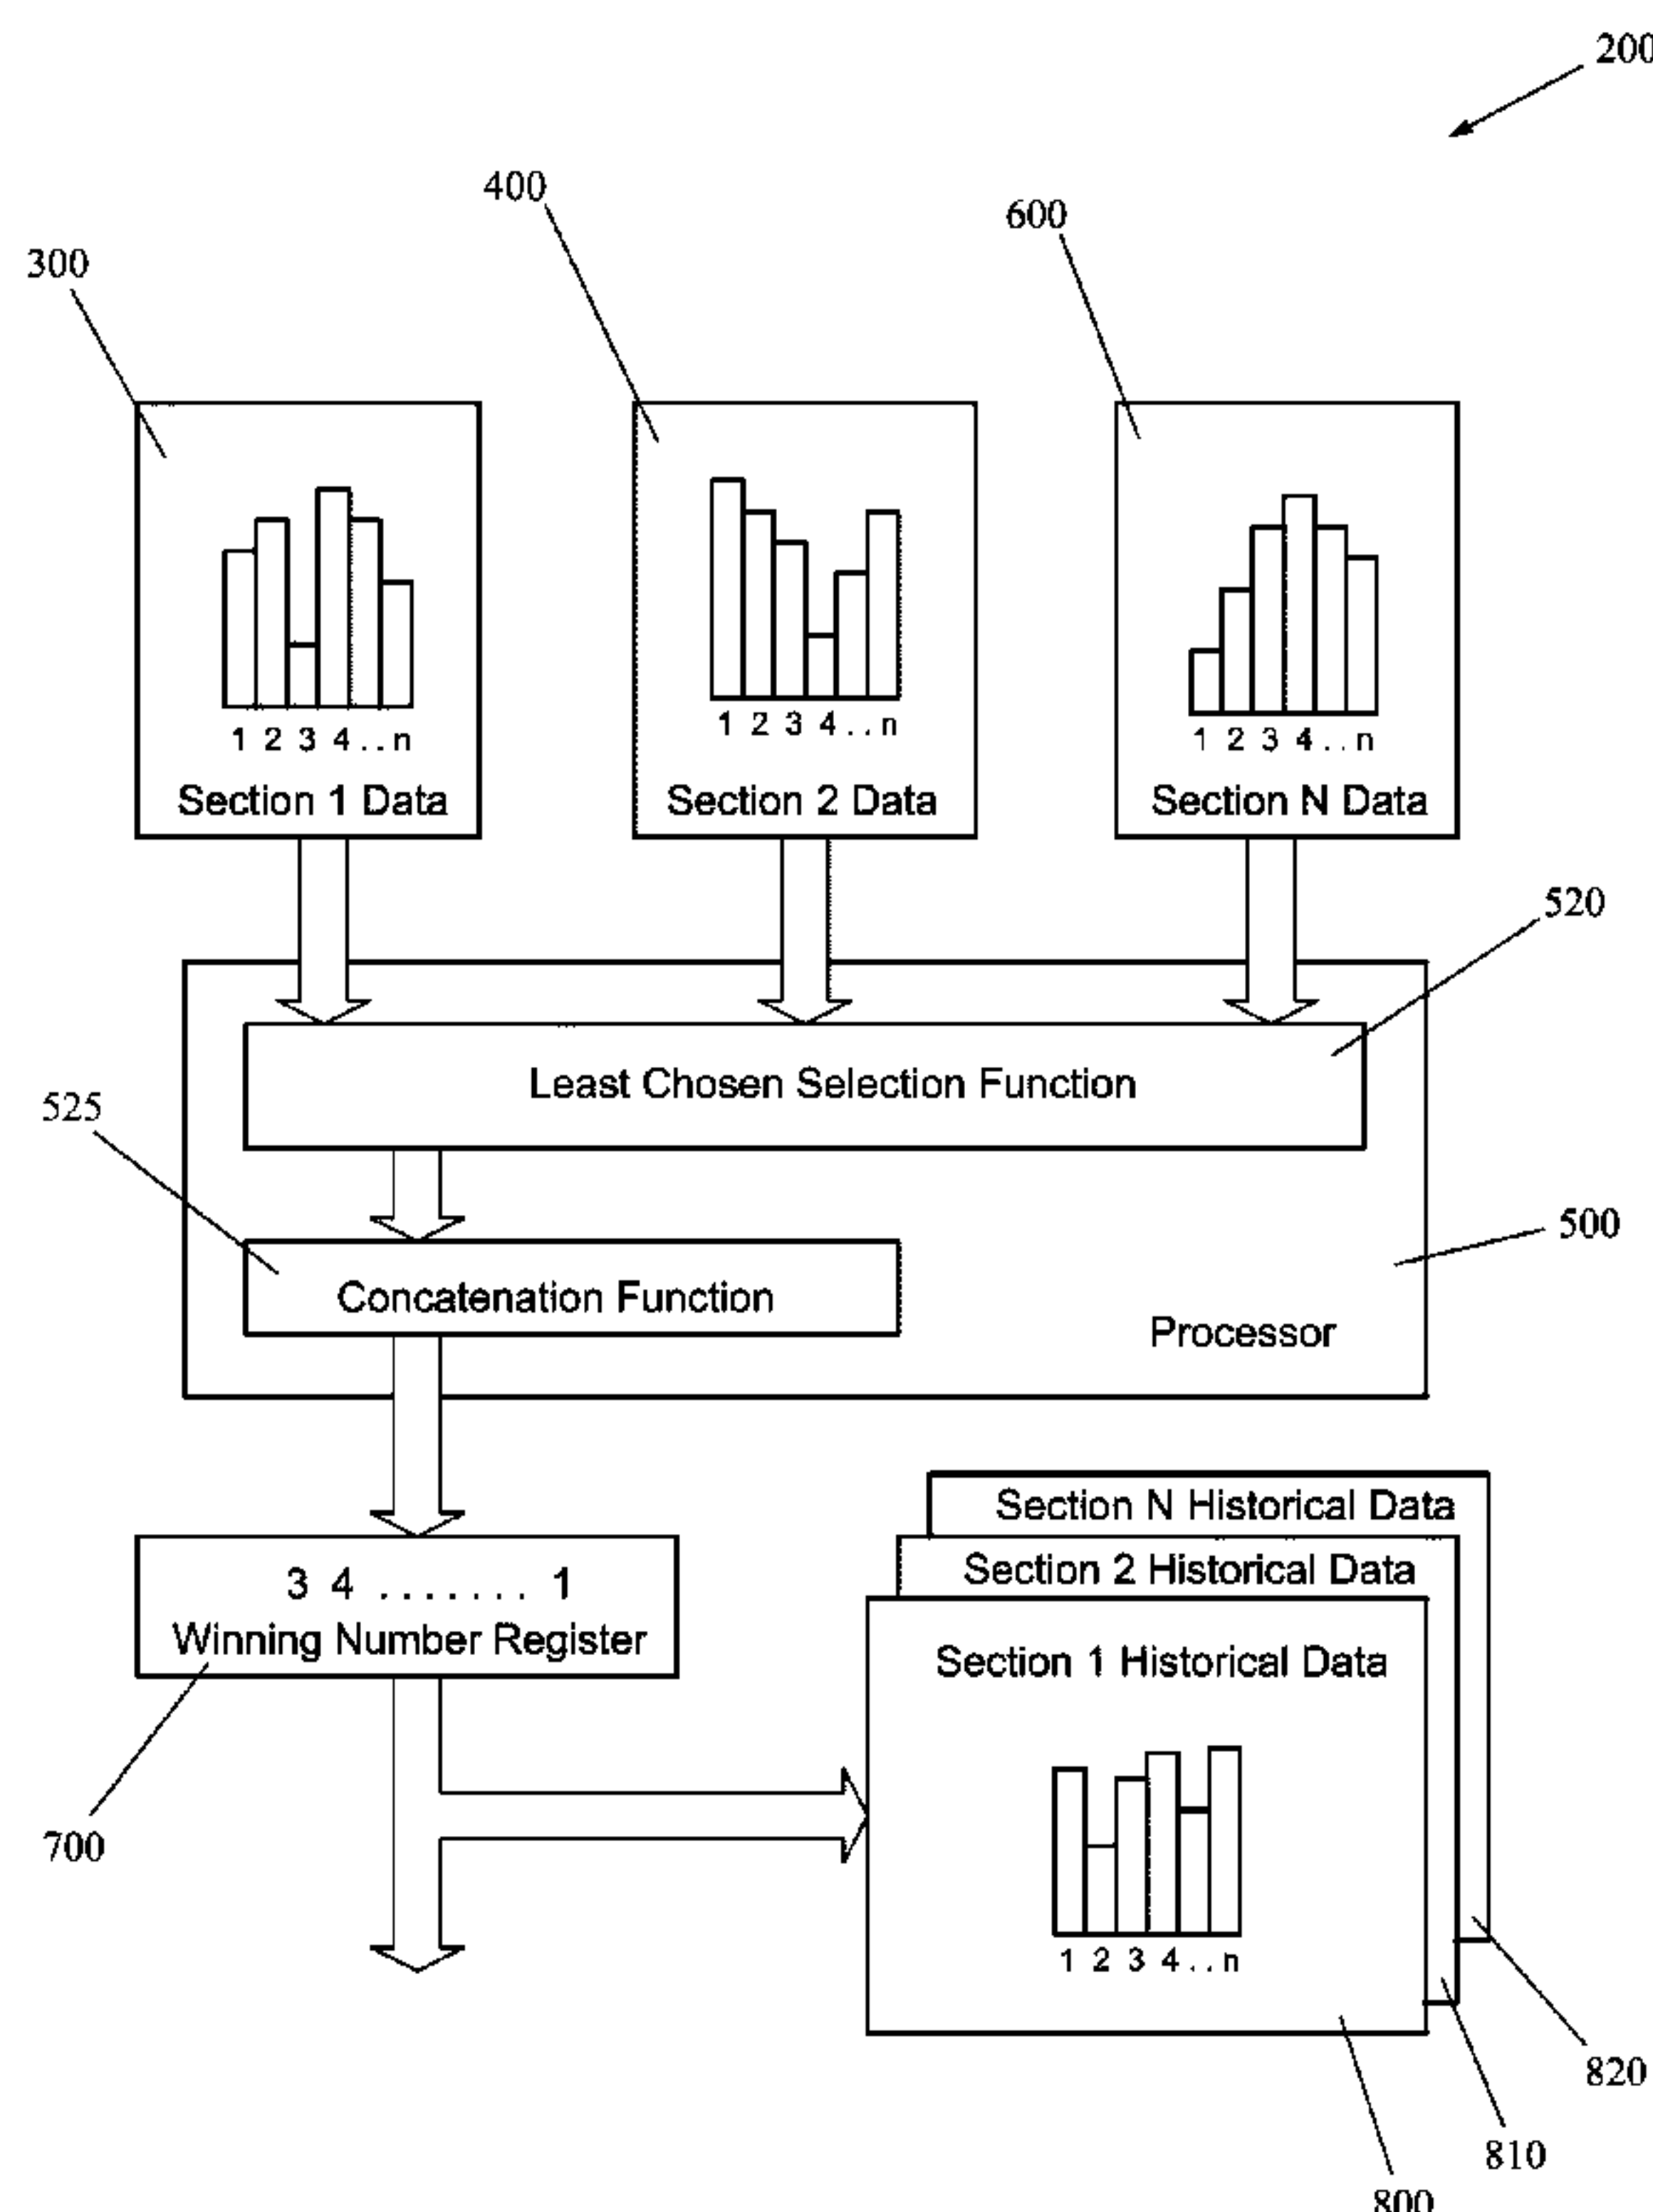 200
400
600
300
1 2 3 4 . . n
1 2 3 4 . . n
1 2 3 4 . . n
Section 1 Data
Section 2 Data
Section N Data
520
Least Chosen Selection Function
525
500
Concatenation Function
Processor
Section N Historical Data
Section 2 Historical Data
3 4 . . . . . . . 1
Winning Number Register
Section 1 Historical Data
700
1 2 3 4 . . n
820
810
800